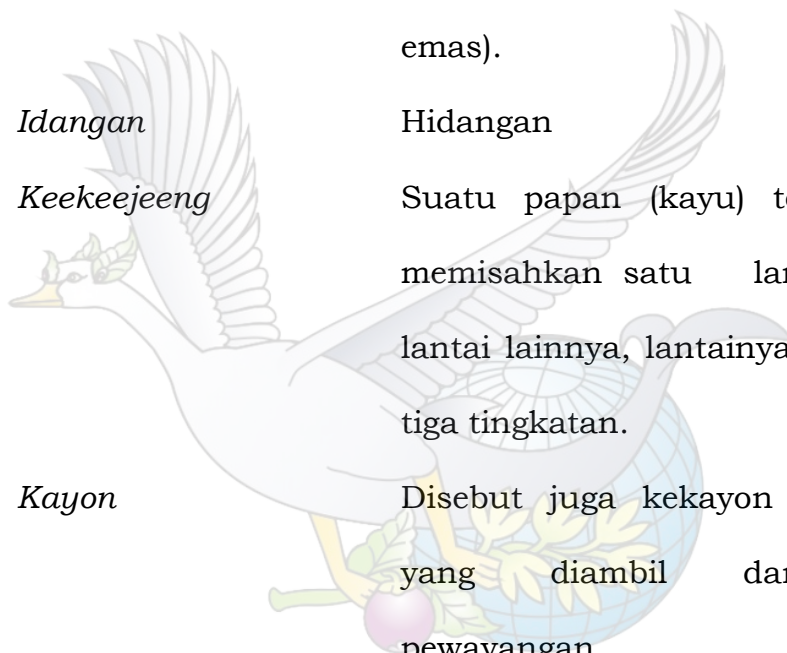 emas).
Idangan Hidangan
Keekeejeeng Suatu papan (kayu)
memisahkan satu
lantai lainnya, lantainya
tiga tingkatan.
Kayon Disebut juga kekayon
yang diambil
pewayangan